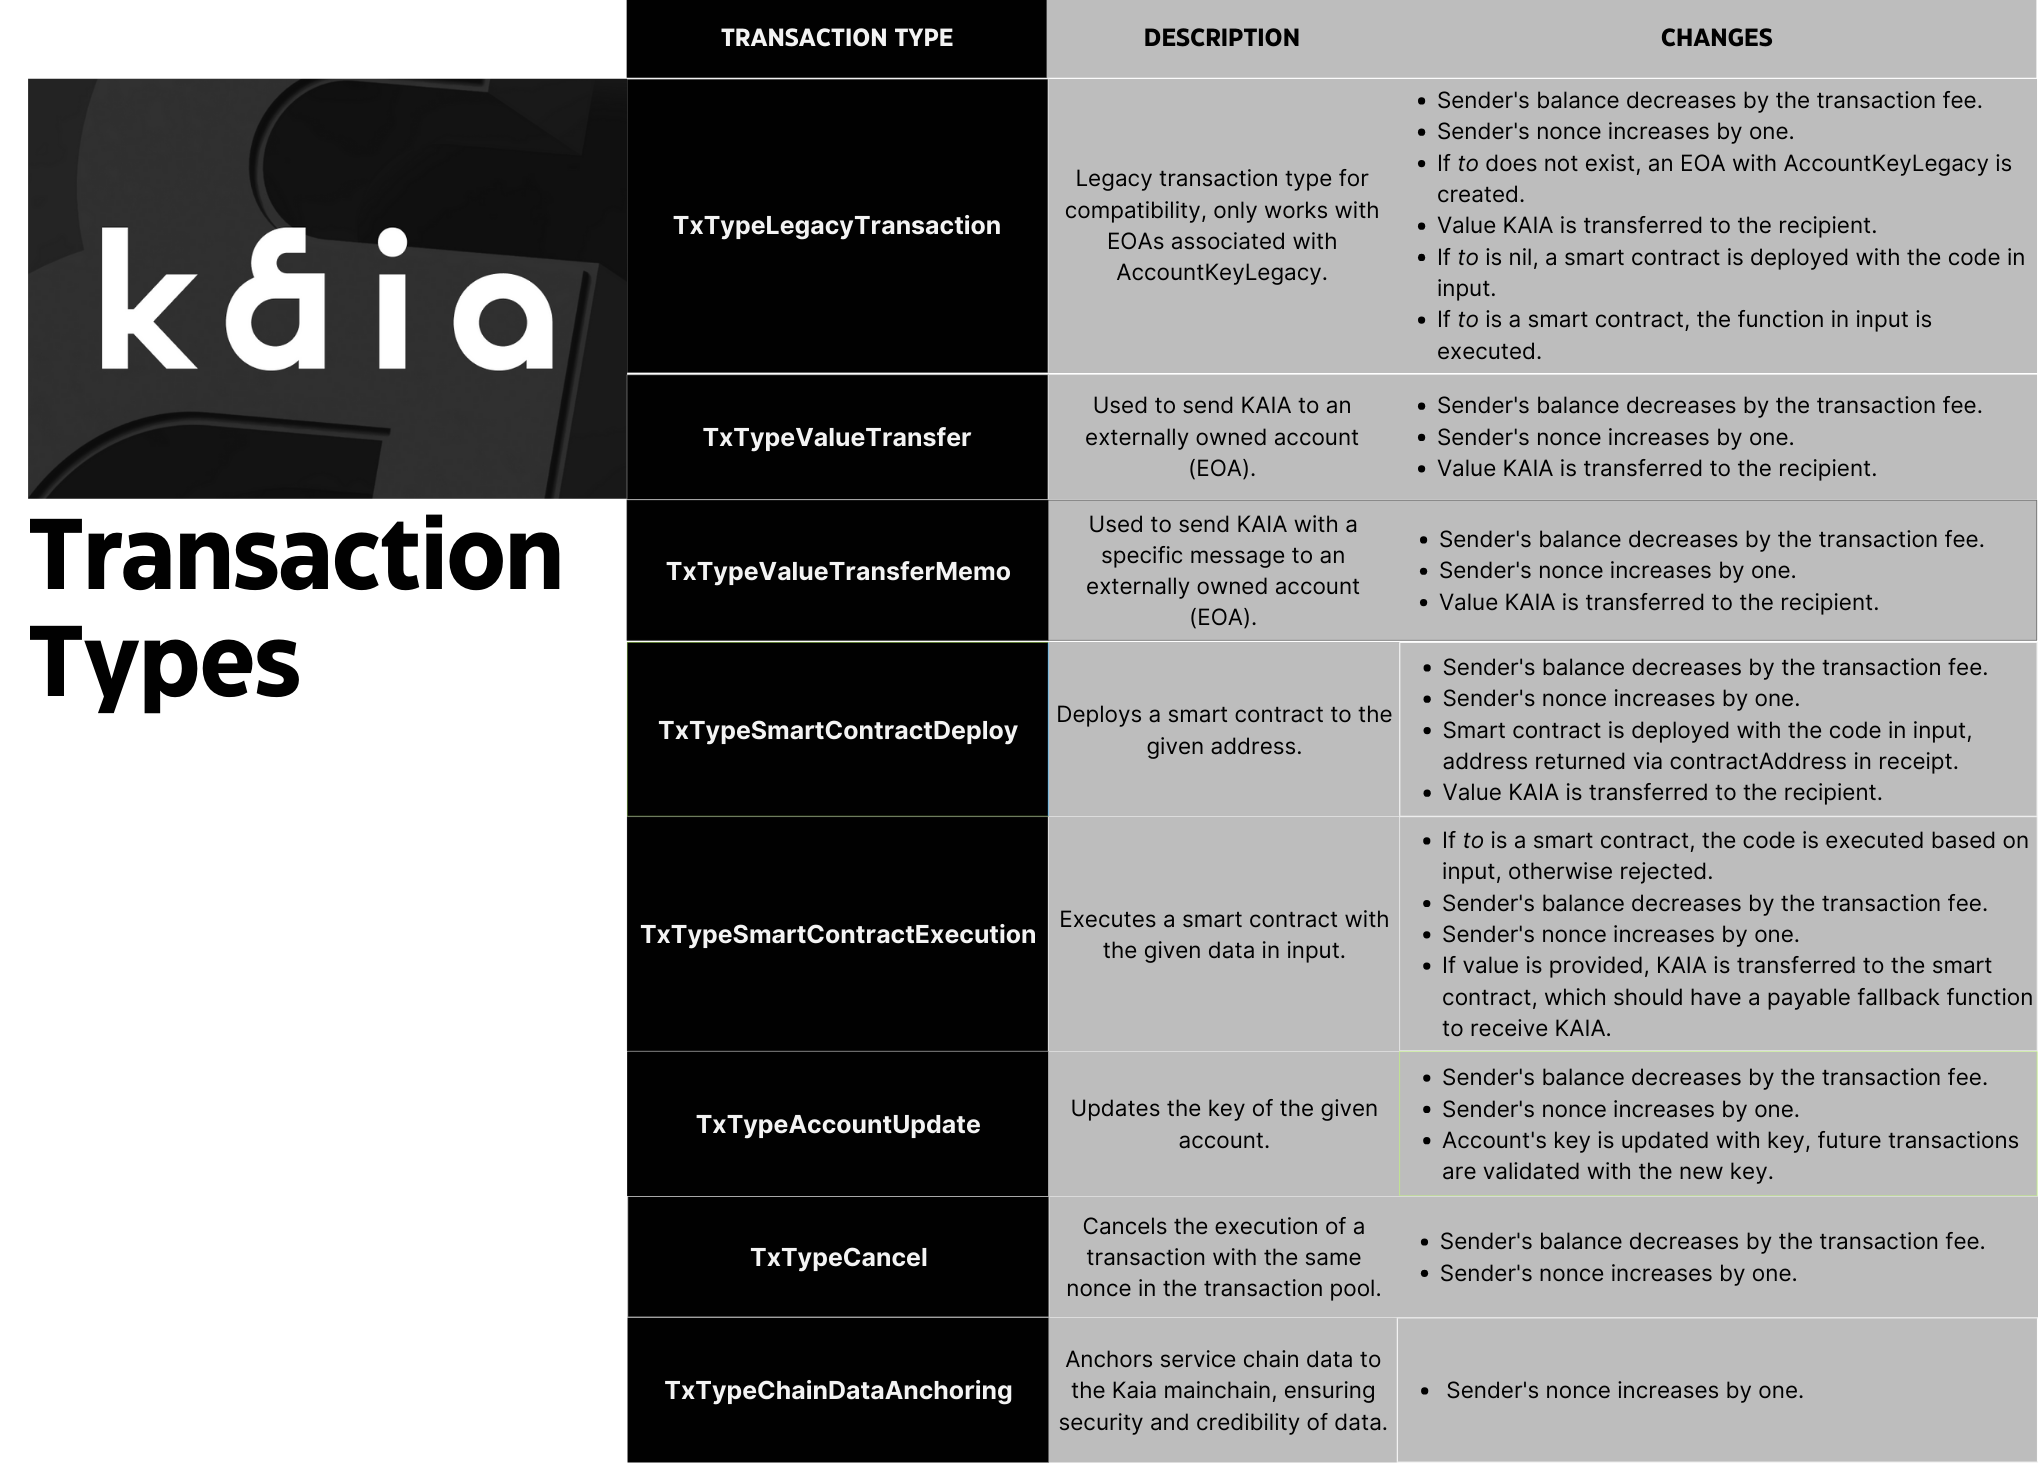 kaia
Transaction
Types
TRANSACTION TYPE
DESCRIPTION
CHANGES
TxTypeLegacyTransaction
Legacy transaction type for
compatibility, only works with
EOAs associated with
AccountKeyLegacy.
• Sender's balance decreases by the transaction fee.
• Sender's nonce increases by one.
• If to does not exist, an EOA with AccountKeyLegacy is
created.
• Value KAIA is transferred to the recipient.
• If to is nil, a smart contract is deployed with the code in
input.
• If to is a smart contract, the function in input is
executed.
TxTypeValueTransfer
Used to send KAIA to an
externally owned account
(EOA).
• Sender's balance decreases by the transaction fee.
• Sender's nonce increases by one.
• Value KAIA is transferred to the recipient.
TxTypeValueTransferMemo
Used to send KAIA with a
specific message to an
externally owned account
(EOA).
• Sender's balance decreases by the transaction fee.
• Sender's nonce increases by one.
• Value KAIA is transferred to the recipient.
TxTypeSmartContractDeploy
Deploys a smart contract to the
given address.
• Sender's balance decreases by the transaction fee.
• Sender's nonce increases by one.
• Smart contract is deployed with the code in input,
address returned via contractAddress in receipt.
• Value KAIA is transferred to the recipient.
TxTypeSmartContractExecution
Executes a smart contract with
the given data in input.
• If to is a smart contract, the code is executed based on
input, otherwise rejected.
• Sender's balance decreases by the transaction fee.
• Sender's nonce increases by one.
• If value is provided, KAIA is transferred to the smart
contract, which should have a payable fallback function
to receive KAIA.
TxTypeAccountUpdate
Updates the key of the given
account.
• Sender's balance decreases by the transaction fee.
• Sender's nonce increases by one.
• Account's key is updated with key, future transactions
are validated with the new key.
TxTypeCancel
Cancels the execution of a
transaction with the same
nonce in the transaction pool.
• Sender's balance decreases by the transaction fee.
• Sender's nonce increases by one.
TxTypeChainDataAnchoring
Anchors service chain data to
the Kaia mainchain, ensuring
security and credibility of data.
• Sender's nonce increases by one.